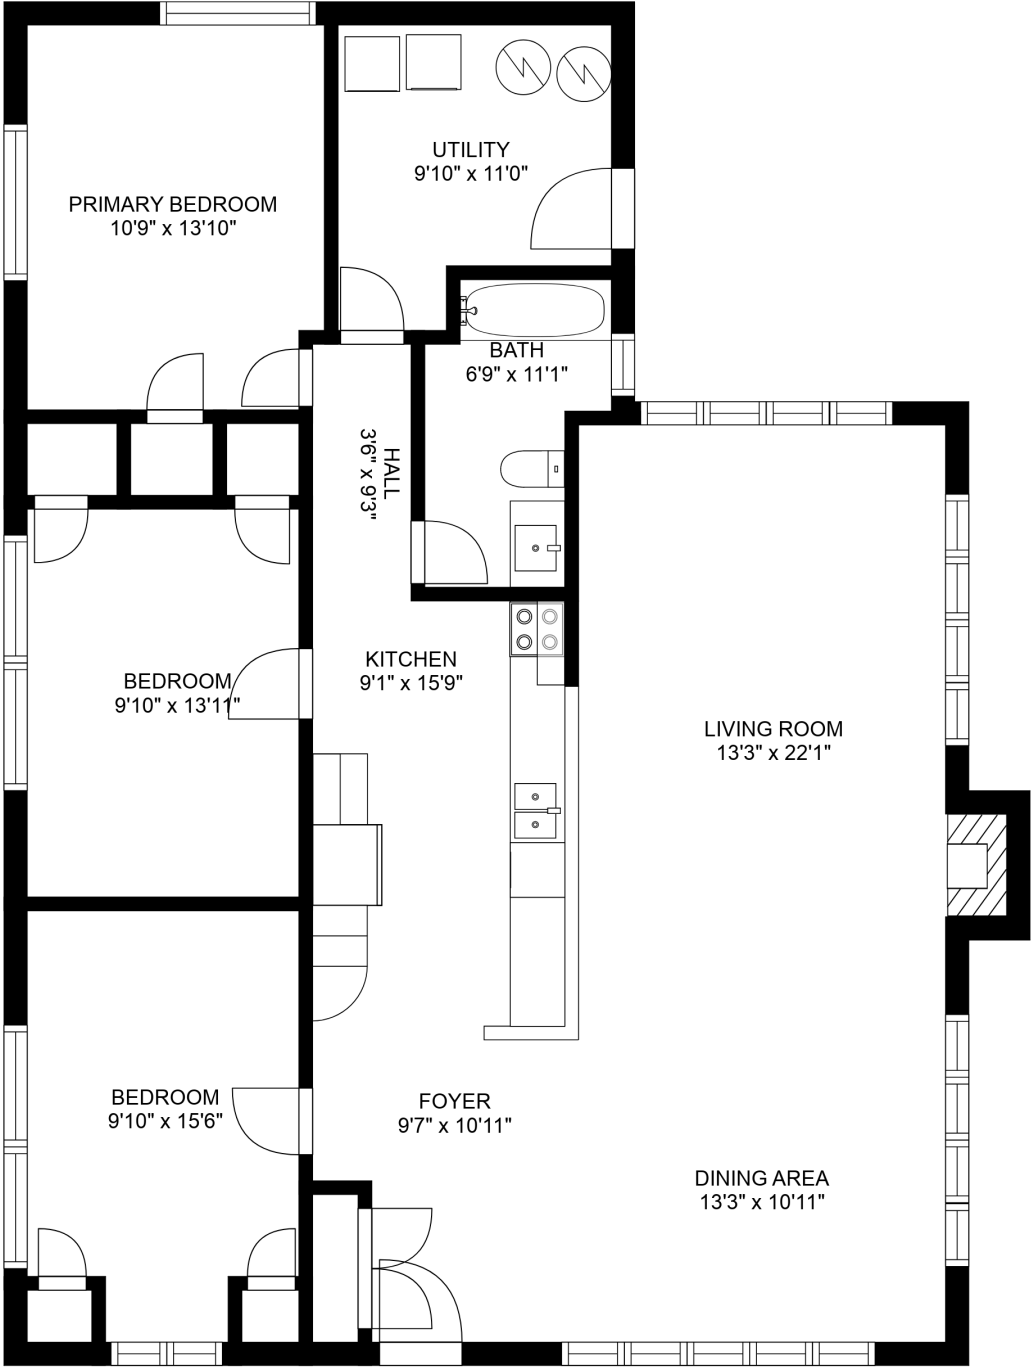 UTILITY
9'10" x 11'0"
PRIMARY BEDROOM
10'9" x 13'10"
BATH
6'9" x 11'1"
HALL
3'6" x 9'3"
KITCHEN
9'1" x 15'9"
BEDROOM
9'10" x 13'11"
LIVING ROOM
13'3" x 22'1"
BEDROOM
9'10" x 15'6"
FOYER
9'7" x 10'11"
DINING AREA
13'3" x 10'11"